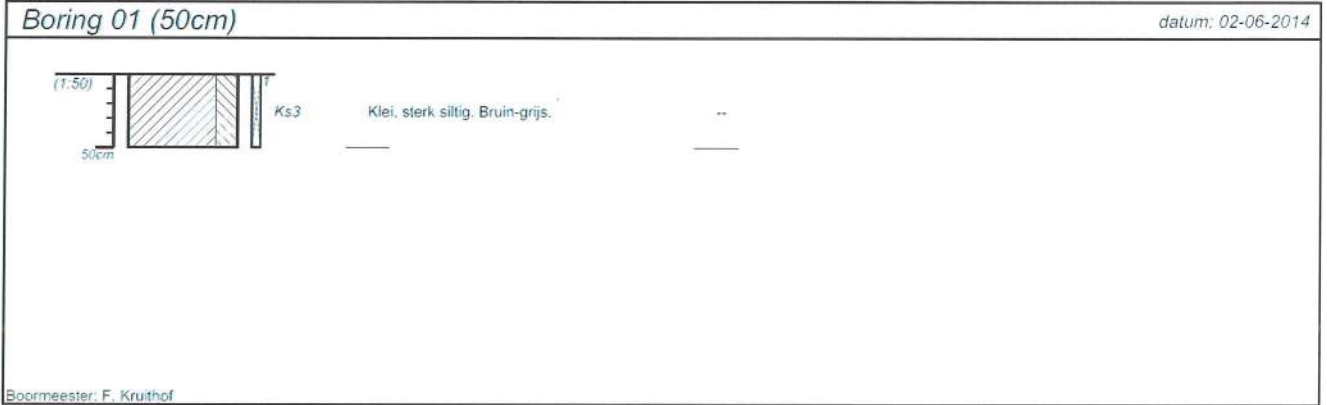 Boring 01 (50cm)
datum: 02-06-2014
(1:50)
1
Ks3
Klei, sterk siltig. Bruin-grijs.
--
50cm
Boormeester: F. Kruithof